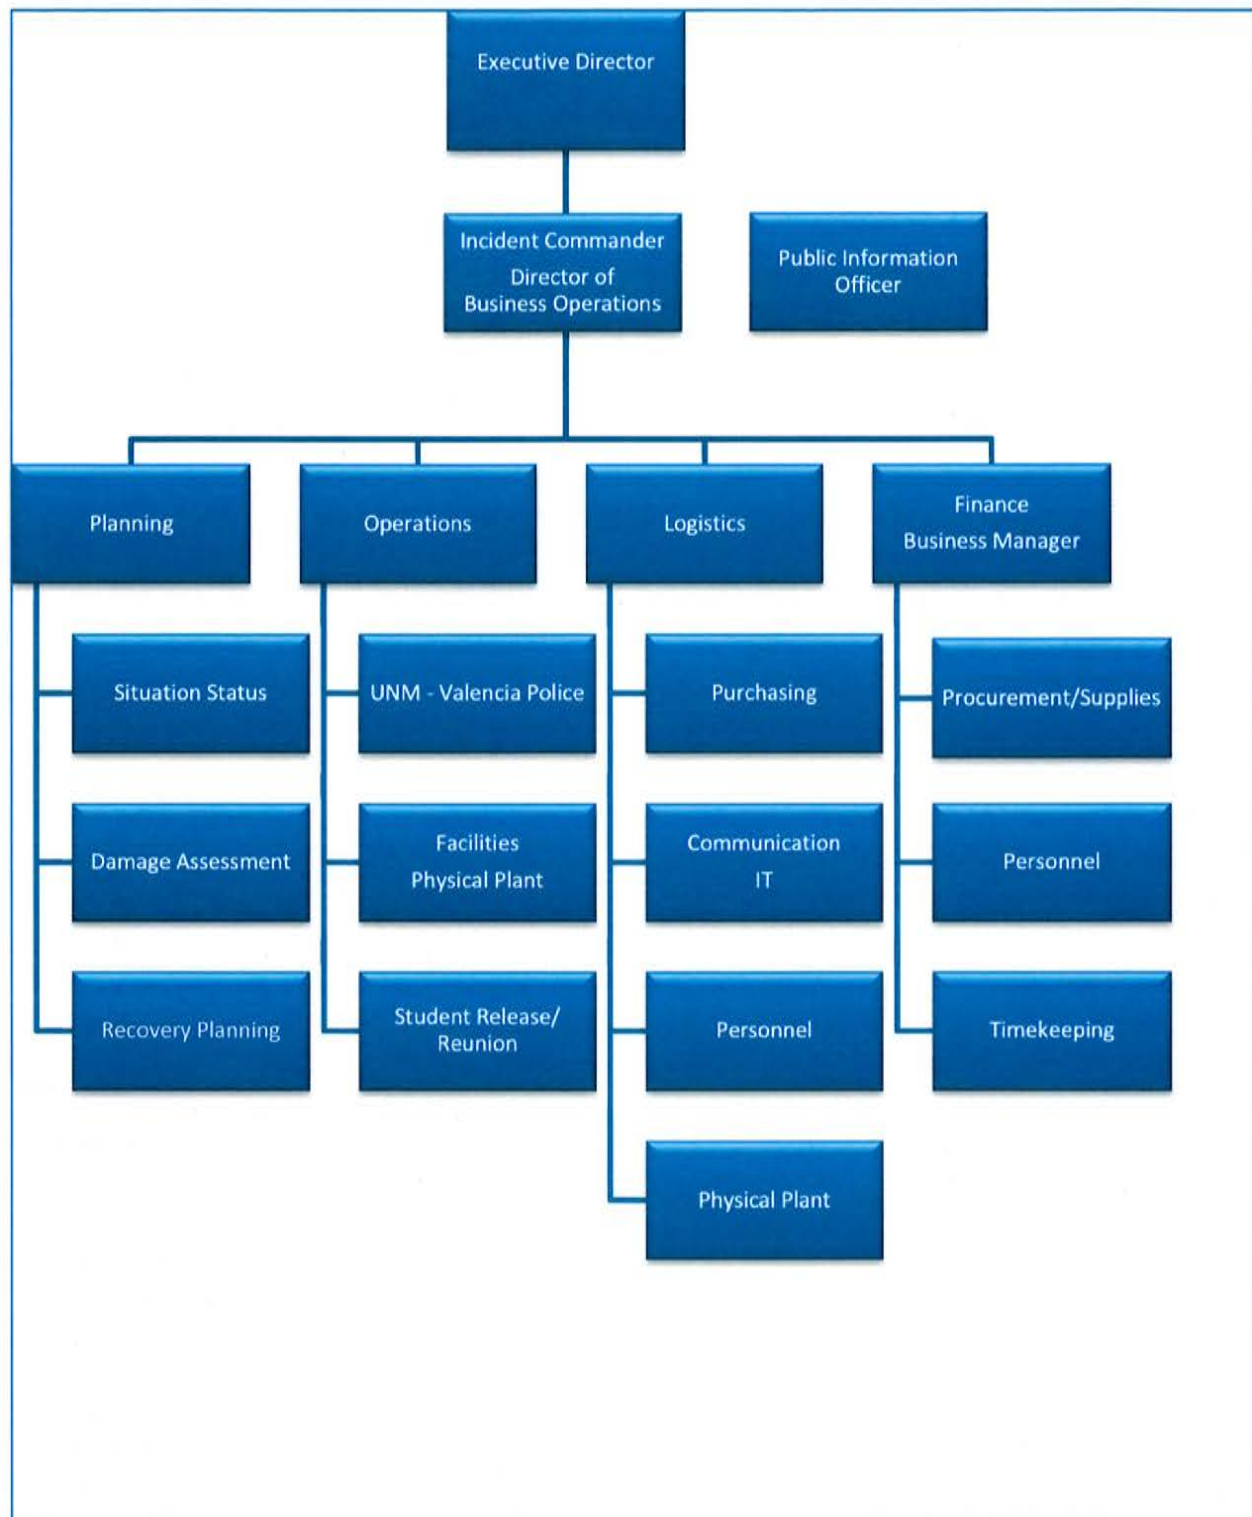 Executive Director
Incident Commander
Director of
Business Operations
Public Information
Officer
Planning
Operations
Logistics
Finance
Business Manager
Situation Status
UNM - Valencia Police
Purchasing
Procurement/Supplies
Damage Assessment
Facilities
Physical Plant
Communication
IT
Personnel
Recovery Planning
Student Release/
Reunion
Personnel
Timekeeping
Physical Plant